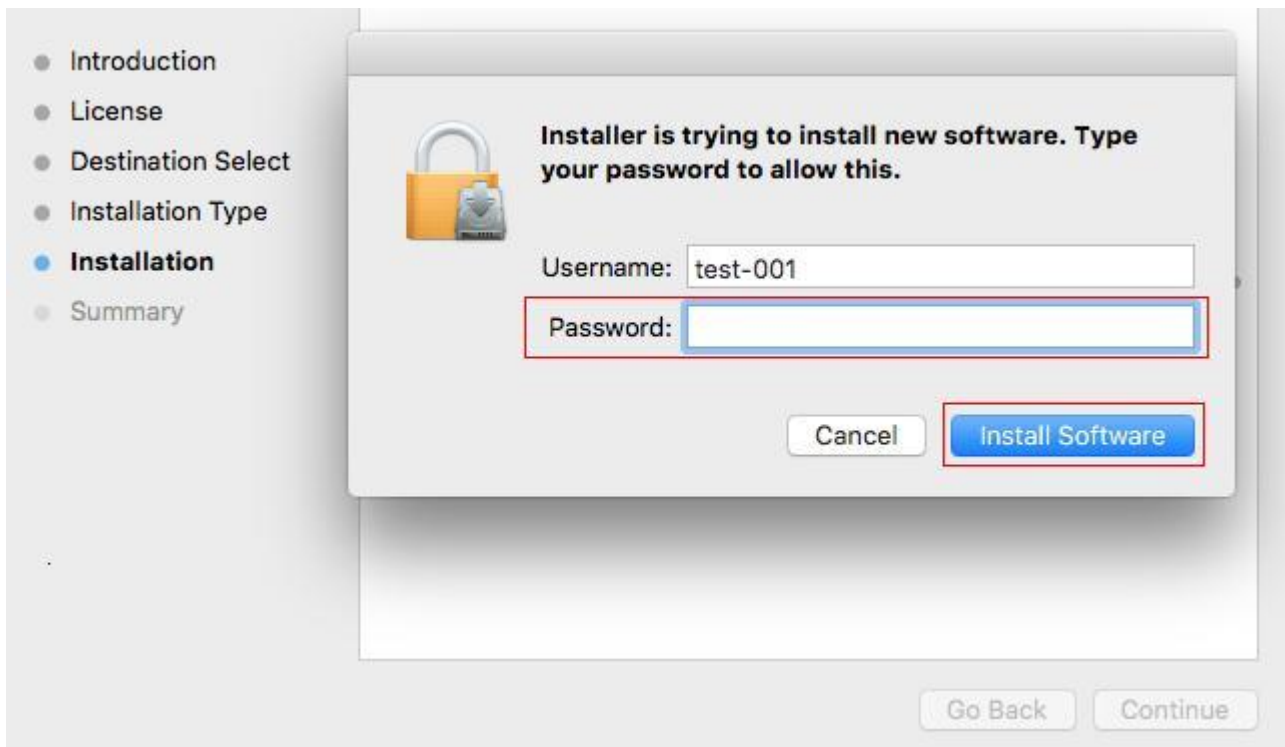 Introduction
License
Destination Select
Installation Type
Installation
Summary
Installer is trying to install new software. Type
your password to allow this.
Username: test-001
Password:
Cancel
Install Software
Go Back
Continue